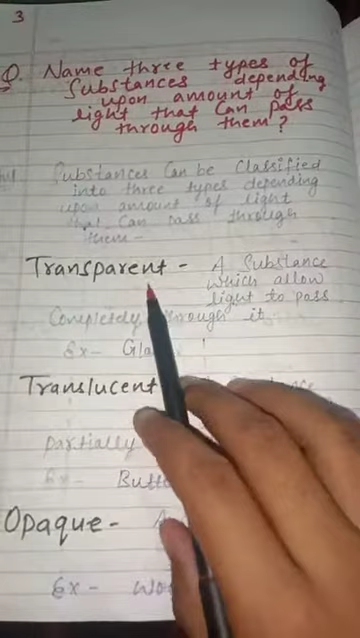 3
Q. Name three types of
Substances depending
upon amount of
light that Can pass
through them?
Substances Can be Classified
into three types depending
upon amount of light
that Can pass through
them-
Transparent - A Substance
which allow
light to pass
Completely through it.
Ex- 
Translucent
partially
Ex-
Opaque - A
Ex-